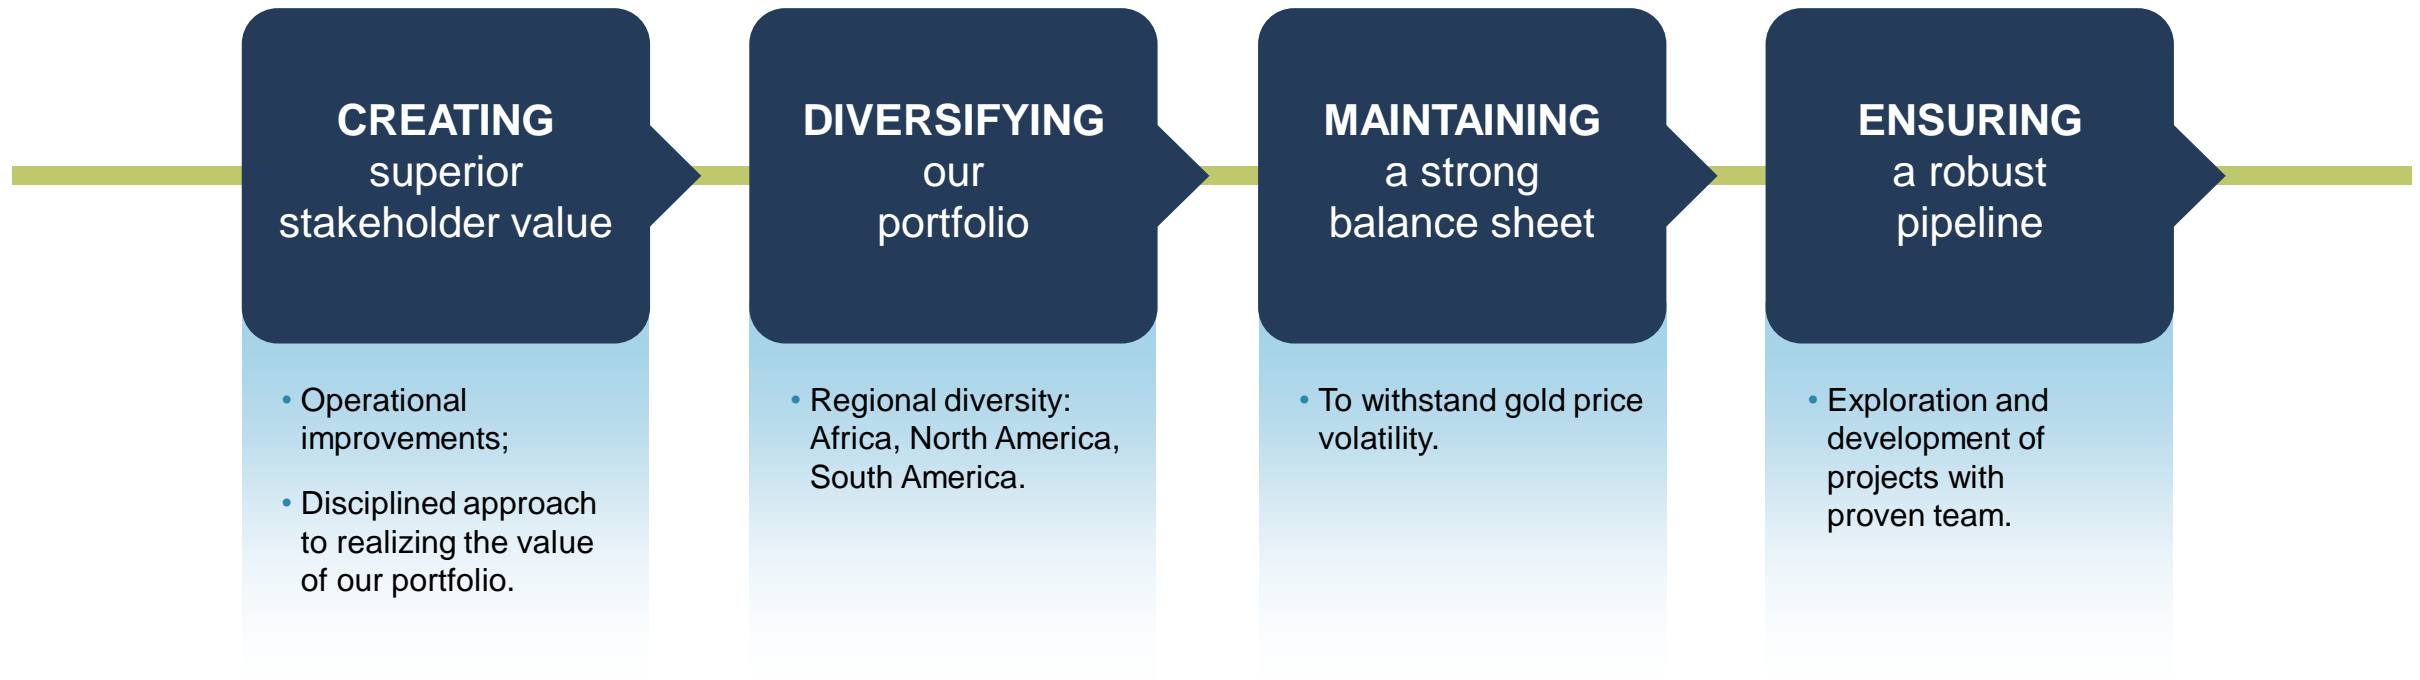 CREATING
superior
stakeholder value
• Operational
improvements;
• Disciplined approach
to realizing the value
of our portfolio.
DIVERSIFYING
our
portfolio
• Regional diversity:
Africa, North America,
South America.
MAINTAINING
a strong
balance sheet
• To withstand gold price
volatility.
ENSURING
a robust
pipeline
• Exploration and
development of
projects with
proven team.